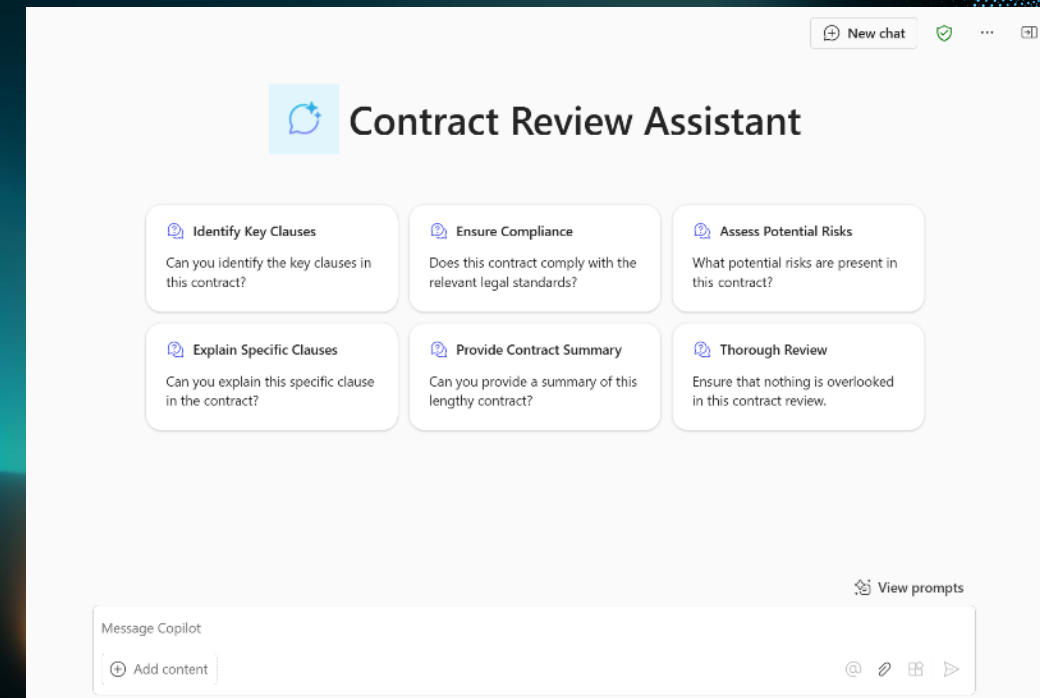 New chat
Contract Review Assistant
Identify Key Clauses
Can you identify the key clauses in
this contract?
Ensure Compliance
Does this contract comply with the
relevant legal standards?
Assess Potential Risks
What potential risks are present in
this contract?
Explain Specific Clauses
Can you explain this specific clause
in the contract?
Provide Contract Summary
Can you provide a summary of this
lengthy contract?
Thorough Review
Ensure that nothing is overlooked
in this contract review.
View prompts
Message Copilot
Add content